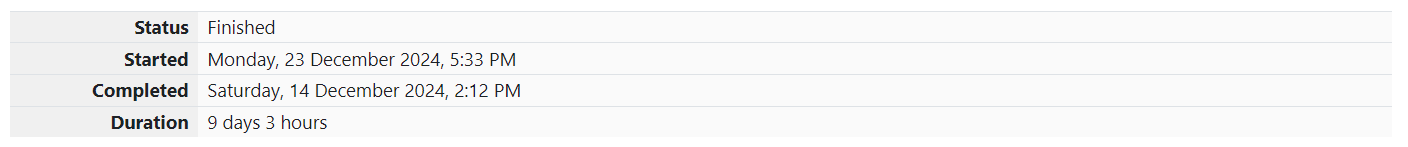 Status Finished
Started Monday, 23 December 2024, 5:33 PM
Completed Saturday, 14 December 2024, 2:12 PM
Duration 9 days 3 hours